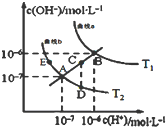 c(OH⁻)/mol·L⁻¹
曲线a
曲线b
10⁻⁶
E
C
B
T₁
10⁻⁷
A
D
T₂
10⁻⁷
10⁻⁶
c(H⁺)/mol·L⁻¹